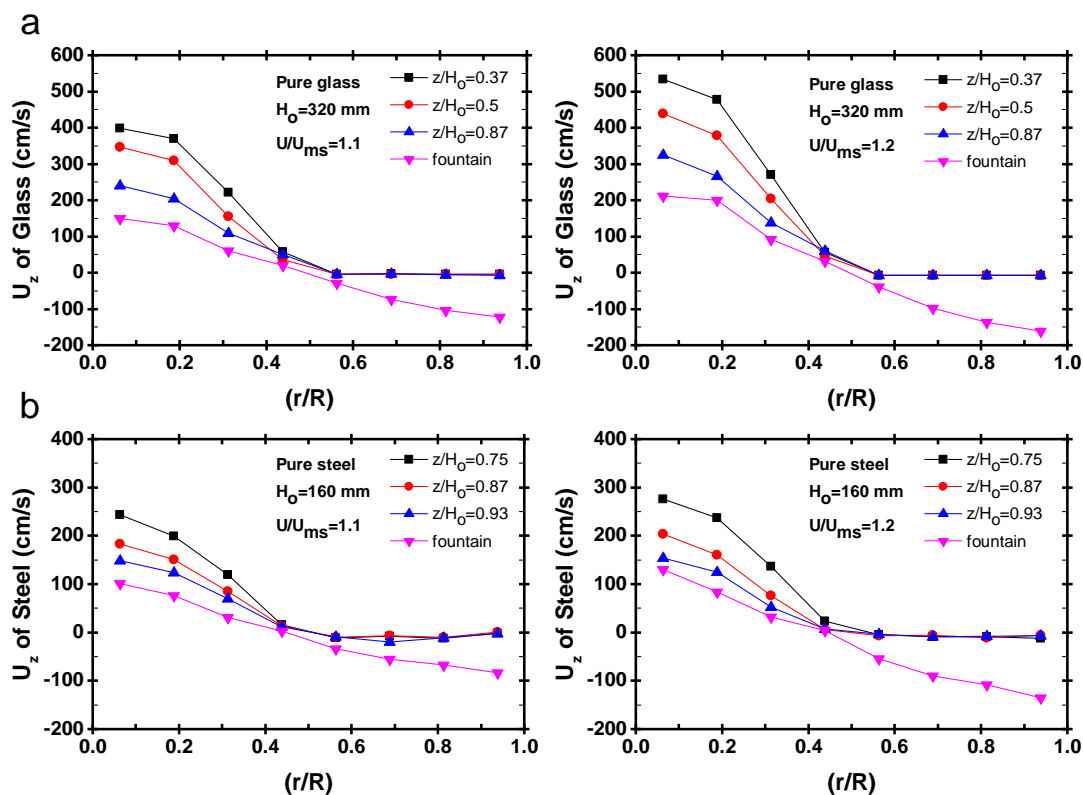 a
600
500
400
300
200
100
0
-100
-200
0.0 0.2 0.4 0.6 0.8 1.0
U_z of Glass (cm/s)
(r/R)
Pure glass
H_o=320 mm
U/U_ms=1.1
z/H_o=0.37
z/H_o=0.5
z/H_o=0.87
fountain
600
500
400
300
200
100
0
-100
-200
0.0 0.2 0.4 0.6 0.8 1.0
U_z of Glass (cm/s)
(r/R)
Pure glass
H_o=320 mm
U/U_ms=1.2
z/H_o=0.37
z/H_o=0.5
z/H_o=0.87
fountain
b
400
300
200
100
0
-100
-200
0.0 0.2 0.4 0.6 0.8 1.0
U_z of Steel (cm/s)
(r/R)
Pure steel
H_o=160 mm
U/U_ms=1.1
z/H_o=0.75
z/H_o=0.87
z/H_o=0.93
fountain
400
300
200
100
0
-100
-200
0.0 0.2 0.4 0.6 0.8 1.0
U_z of Steel (cm/s)
(r/R)
Pure steel
H_o=160 mm
U/U_ms=1.2
z/H_o=0.75
z/H_o=0.87
z/H_o=0.93
fountain